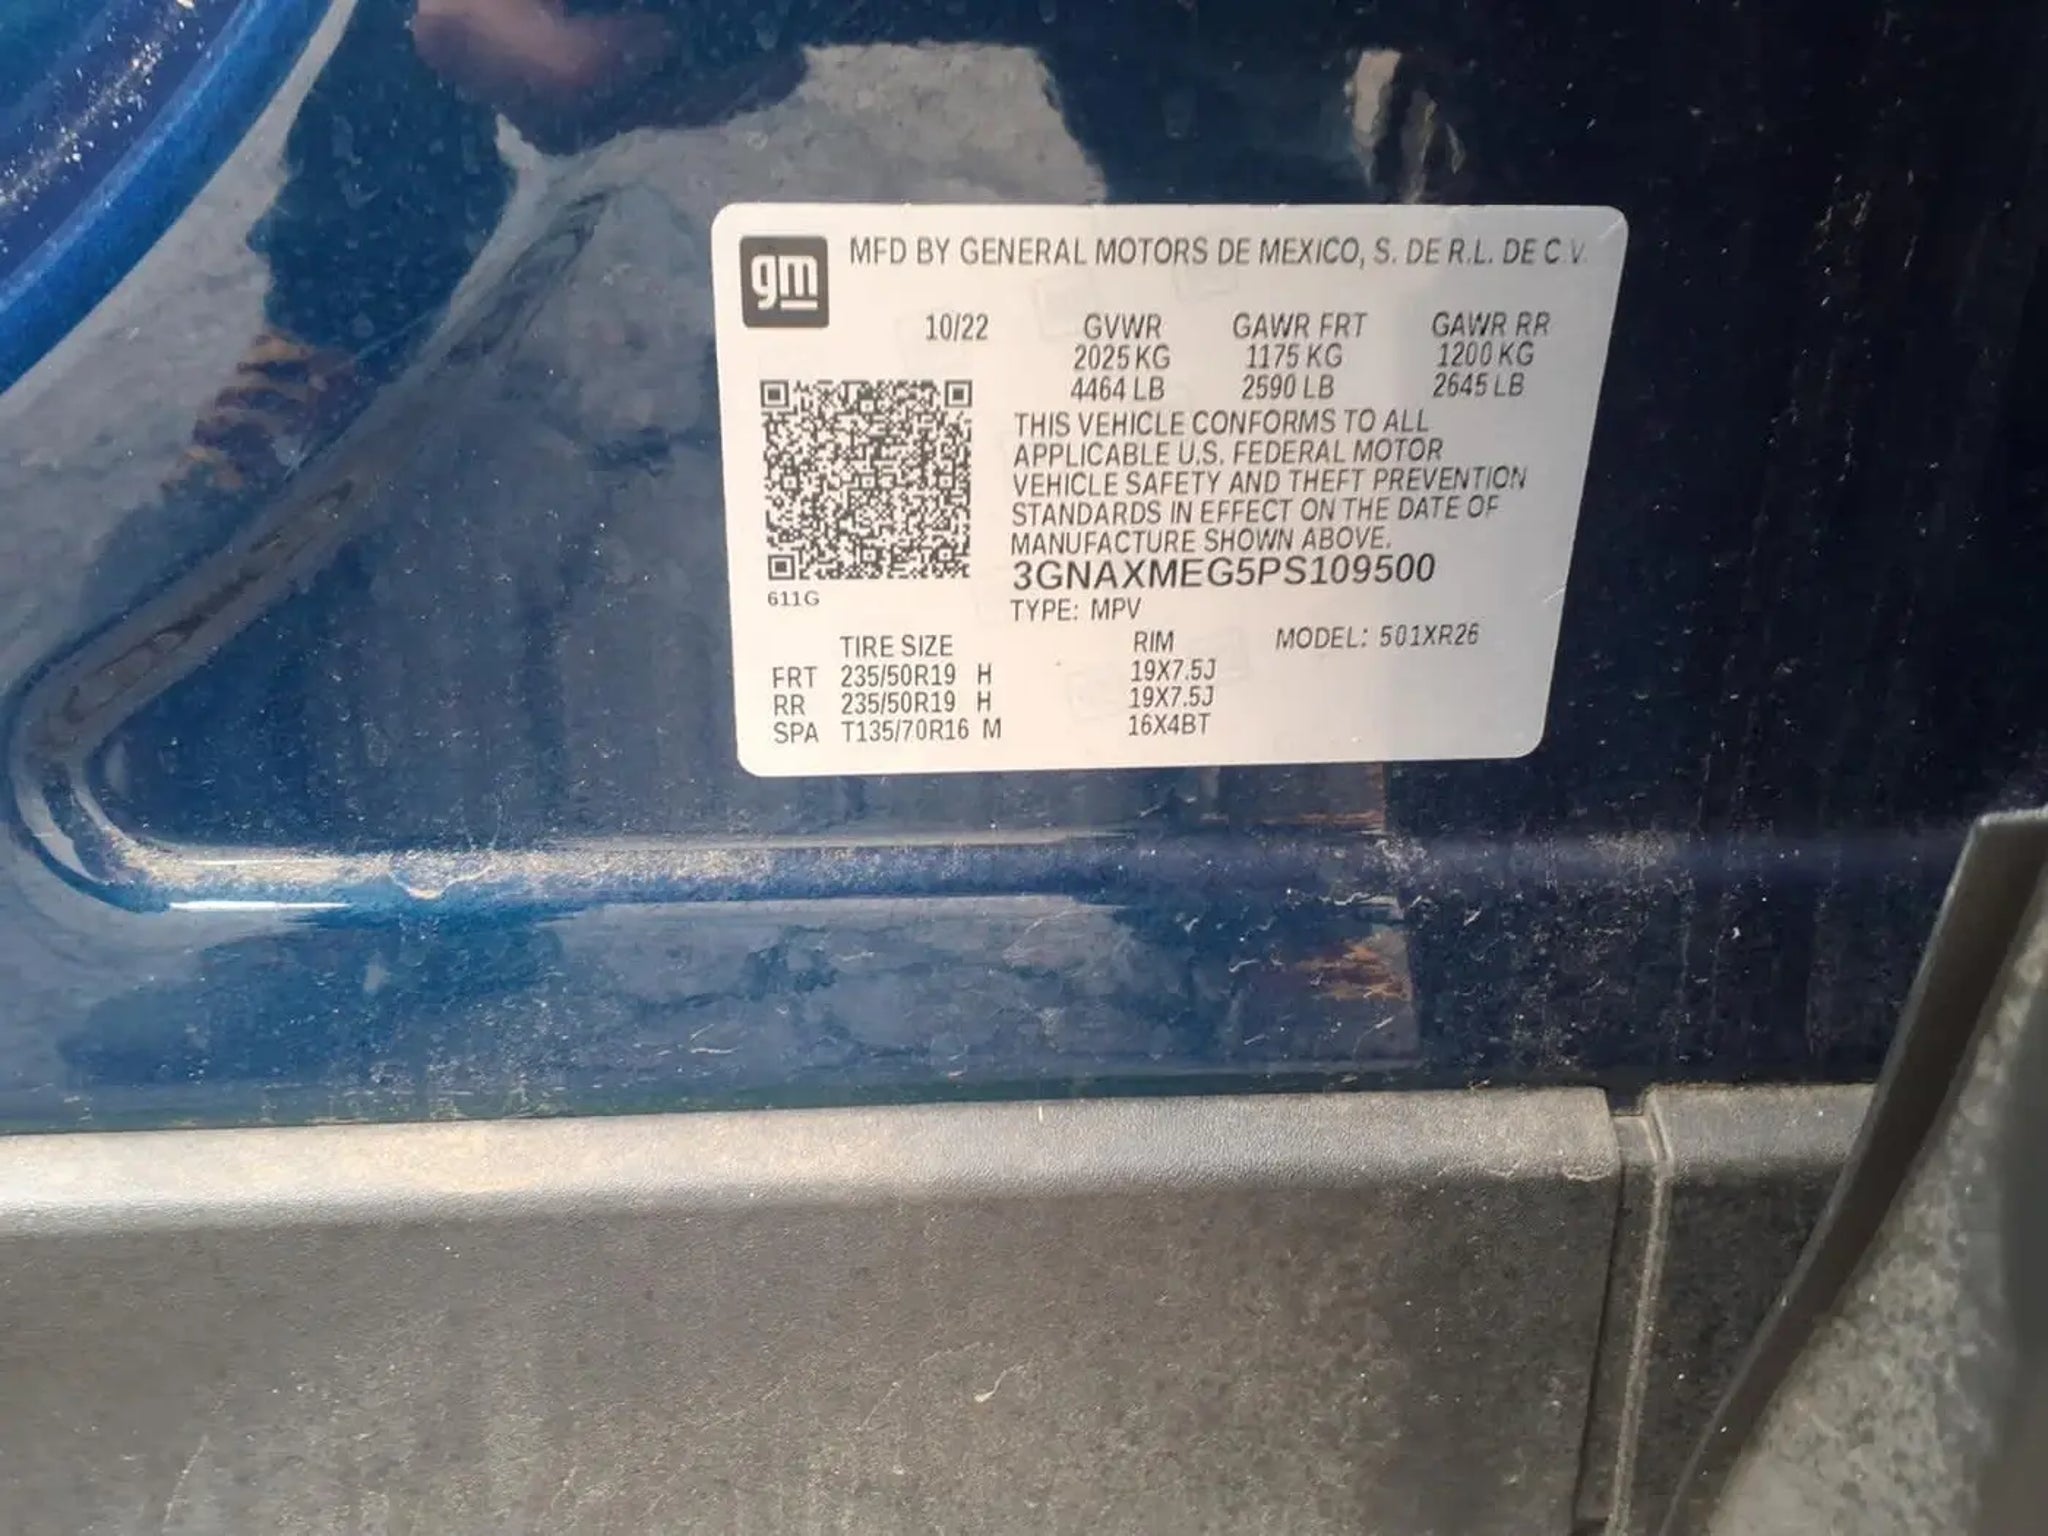 gm
MFD BY GENERAL MOTORS DE MEXICO, S. DE R.L. DE C.V.
10/22 GVWR GAWR FRT GAWR RR
2025 KG 1175 KG 1200 KG
4464 LB 2590 LB 2645 LB
THIS VEHICLE CONFORMS TO ALL
APPLICABLE U.S. FEDERAL MOTOR
VEHICLE SAFETY AND THEFT PREVENTION
STANDARDS IN EFFECT ON THE DATE OF
MANUFACTURE SHOWN ABOVE.
3GNAXMEG5PS109500
611G
TYPE: MPV
TIRE SIZE RIM MODEL: 501XR26
FRT 235/50R19 H 19X7.5J
RR 235/50R19 H 19X7.5J
SPA T135/70R16 M 16X4BT